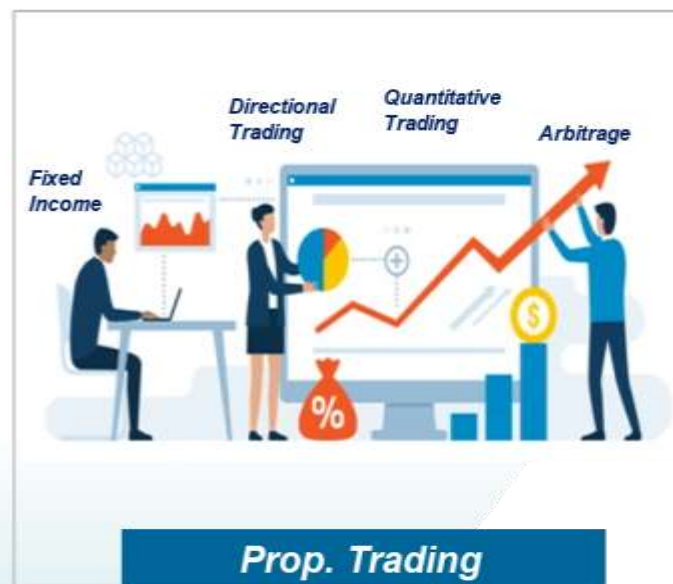 Fixed
Income
Directional
Trading
Quantitative
Trading
Arbitrage
$
%
Prop. Trading